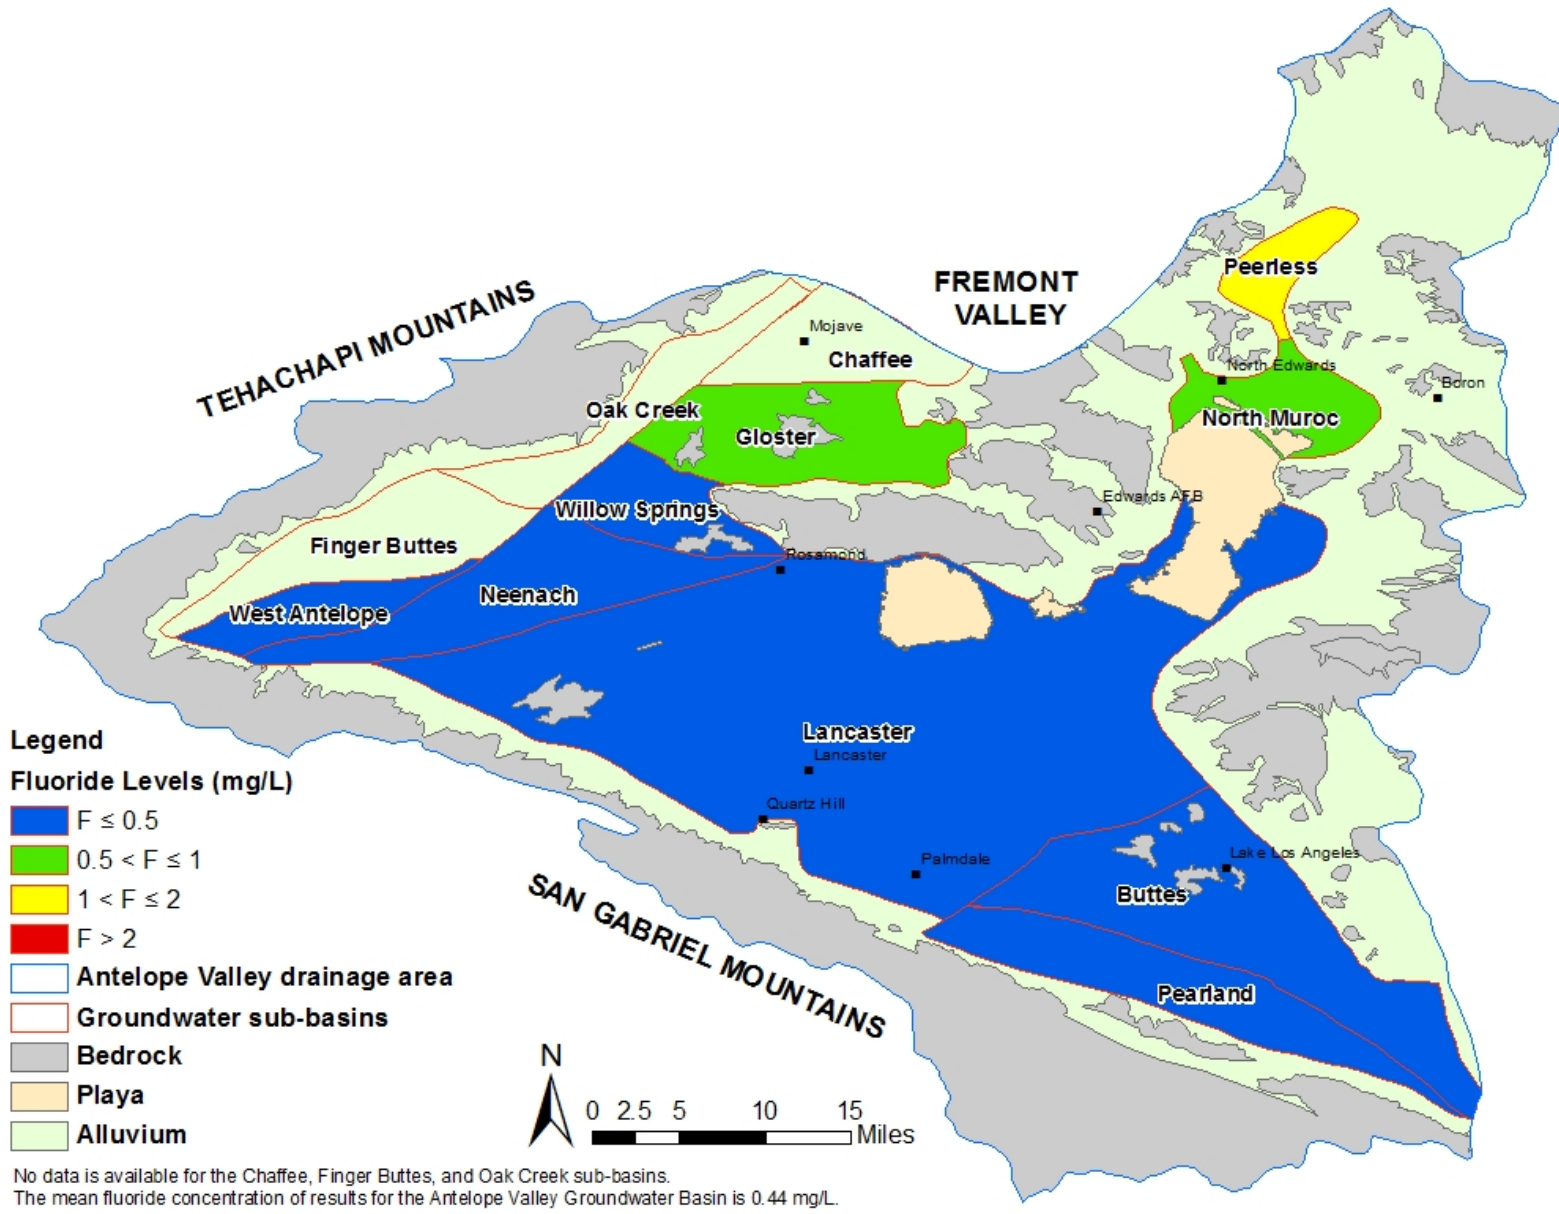 FREMONT
VALLEY
TEHACHAPI MOUNTAINS
Peerless
Mojave
Chaffee
North Edwards
Boron
Oak Creek
North Muroc
Gloster
Edwards AFB
Willow Springs
Finger Buttes
Rosamond
Neenach
West Antelope
Lancaster
Lancaster
Quartz Hill
Palmdale
Lake Los Angeles
Buttes
SAN GABRIEL MOUNTAINS
Pearland
Legend
Fluoride Levels (mg/L)
F ≤ 0.5
0.5 < F ≤ 1
1 < F ≤ 2
F > 2
Antelope Valley drainage area
Groundwater sub-basins
Bedrock
Playa
Alluvium
N
0 2.5 5 10 15
Miles
No data is available for the Chaffee, Finger Buttes, and Oak Creek sub-basins.
The mean fluoride concentration of results for the Antelope Valley Groundwater Basin is 0.44 mg/L.